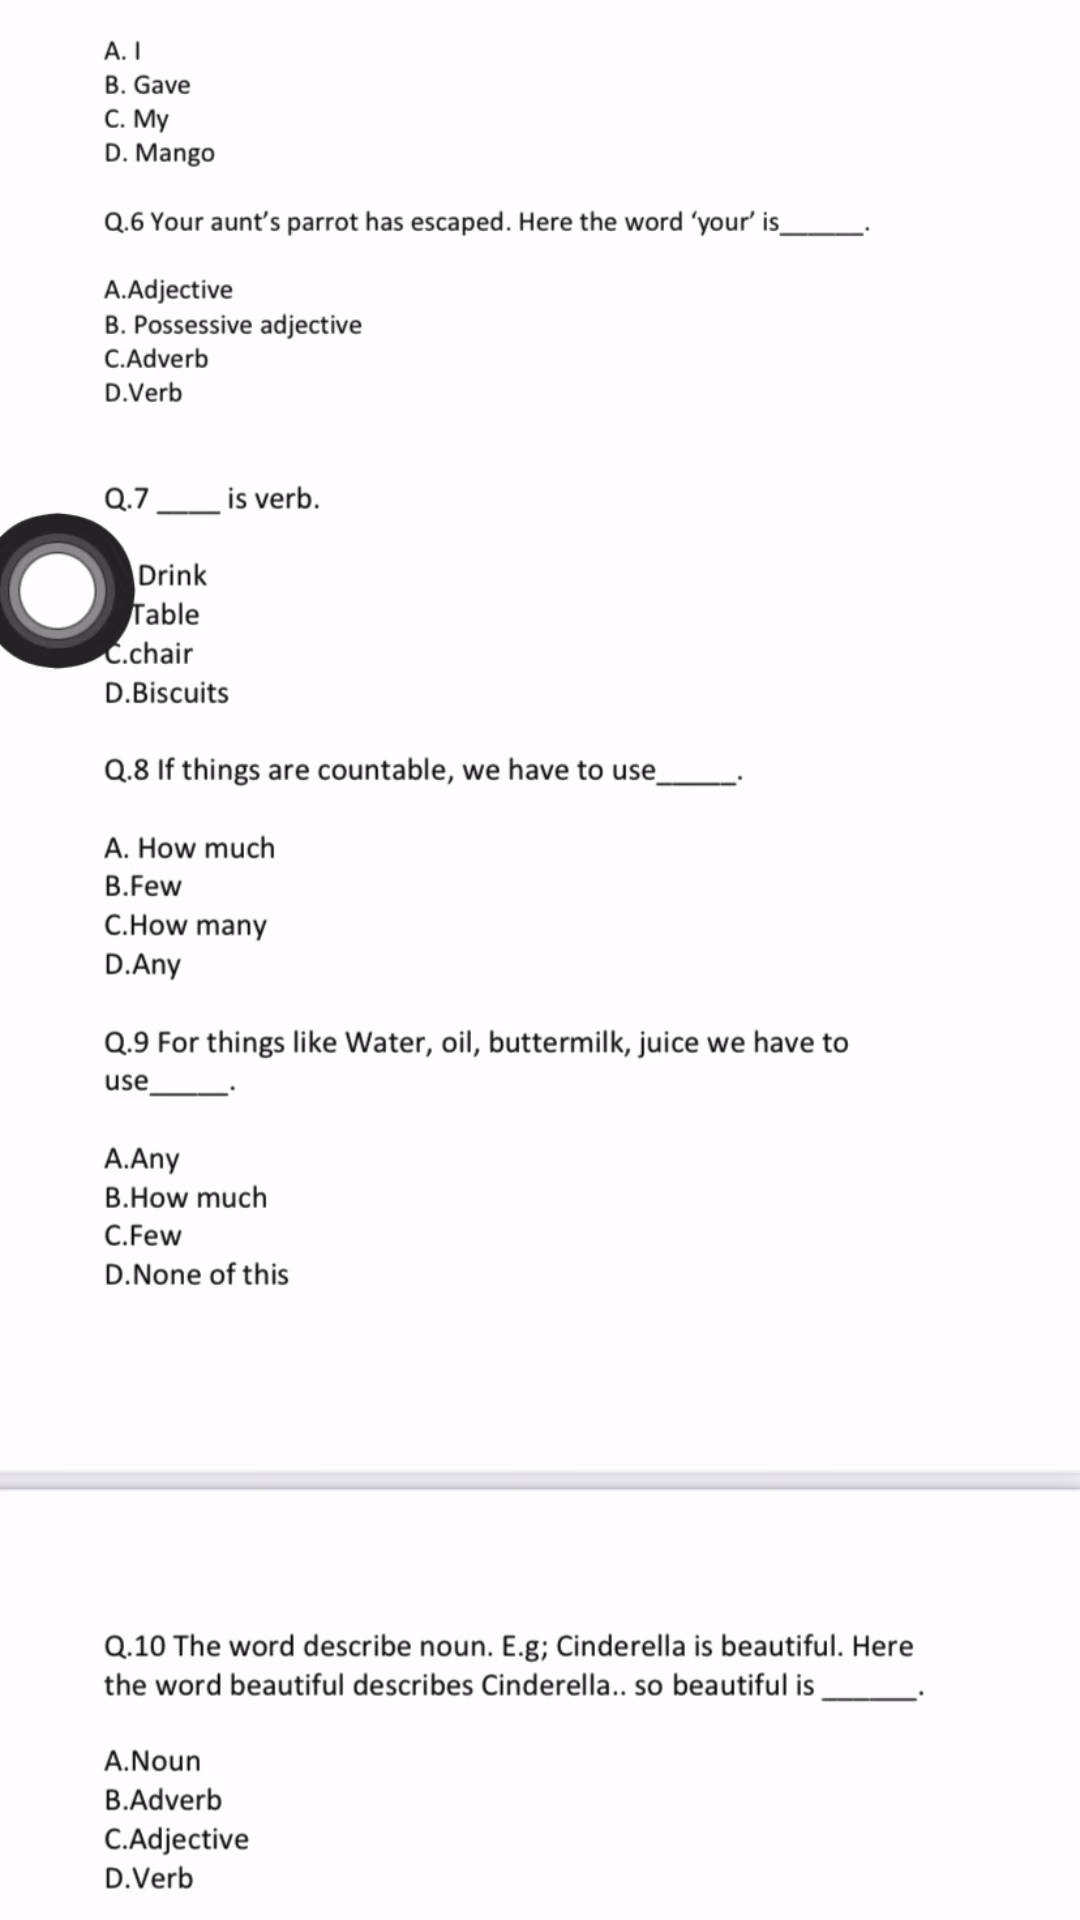 A. I
B. Gave
C. My
D. Mango
Q.6 Your aunt’s parrot has escaped. Here the word ‘your’ is______.
A.Adjective
B. Possessive adjective
C.Adverb
D.Verb
Q.7 ____ is verb.
Drink
Table
C.chair
D.Biscuits
Q.8 If things are countable, we have to use_____.
A. How much
B.Few
C.How many
D.Any
Q.9 For things like Water, oil, buttermilk, juice we have to
use_____.
A.Any
B.How much
C.Few
D.None of this
Q.10 The word describe noun. E.g; Cinderella is beautiful. Here
the word beautiful describes Cinderella.. so beautiful is ______.
A.Noun
B.Adverb
C.Adjective
D.Verb